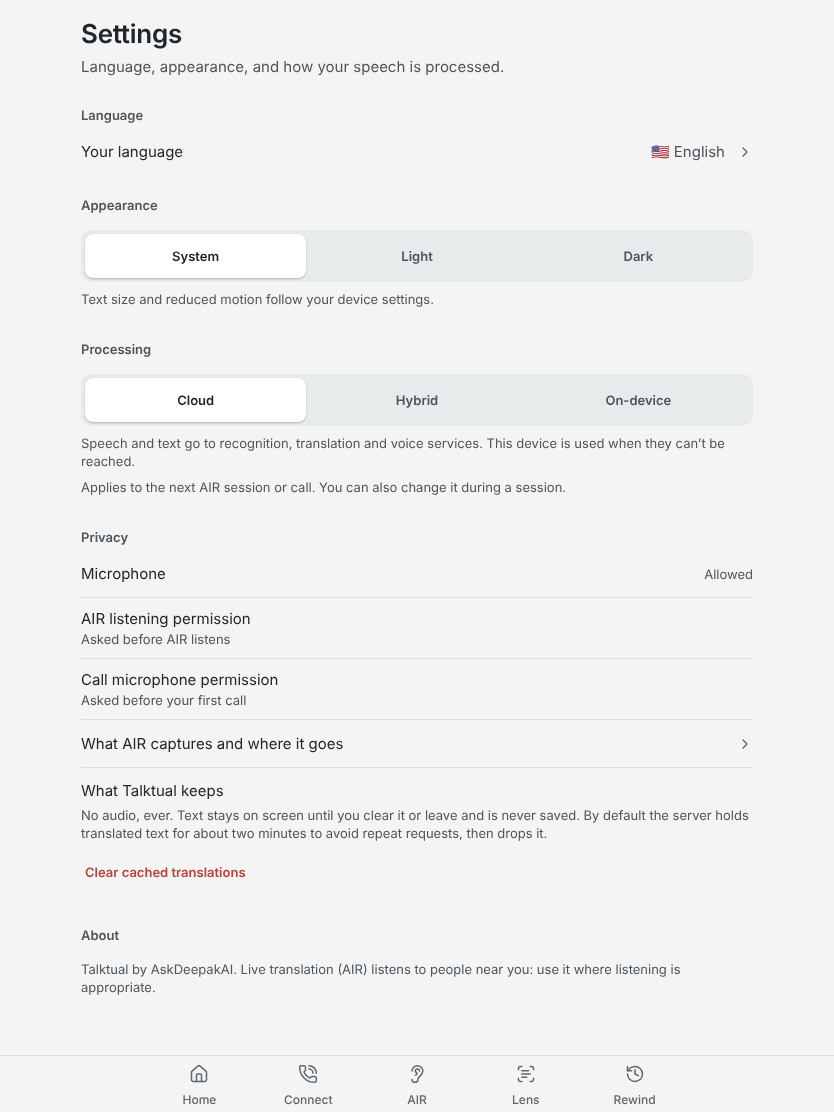 Settings
Language, appearance, and how your speech is processed.
Language
Your language
🇺🇸 English
Appearance
System
Light
Dark
Text size and reduced motion follow your device settings.
Processing
Cloud
Hybrid
On-device
Speech and text go to recognition, translation and voice services. This device is used when they can’t be
reached.
Applies to the next AIR session or call. You can also change it during a session.
Privacy
Microphone
Allowed
AIR listening permission
Asked before AIR listens
Call microphone permission
Asked before your first call
What AIR captures and where it goes
What Talktual keeps
No audio, ever. Text stays on screen until you clear it or leave and is never saved. By default the server holds
translated text for about two minutes to avoid repeat requests, then drops it.
Clear cached translations
About
Talktual by AskDeepakAI. Live translation (AIR) listens to people near you: use it where listening is
appropriate.
Home
Connect
AIR
Lens
Rewind